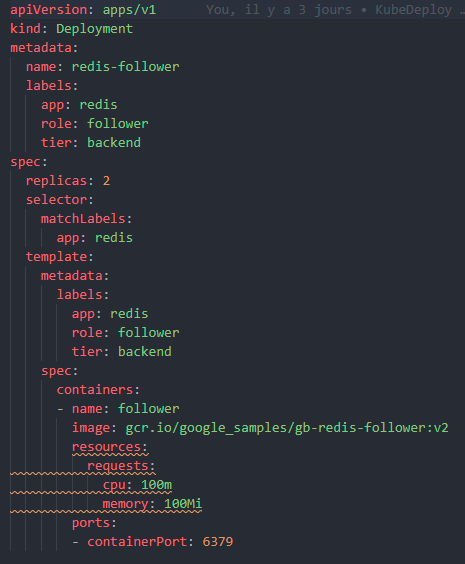 apiVersion: apps/v1 You, il y a 3 jours • KubeDeploy …
kind: Deployment
metadata:
  name: redis-follower
  labels:
    app: redis
    role: follower
    tier: backend
spec:
  replicas: 2
  selector:
    matchLabels:
      app: redis
  template:
    metadata:
      labels:
        app: redis
        role: follower
        tier: backend
    spec:
      containers:
      - name: follower
        image: gcr.io/google_samples/gb-redis-follower:v2
        resources:
          requests:
            cpu: 100m
            memory: 100Mi
        ports:
        - containerPort: 6379